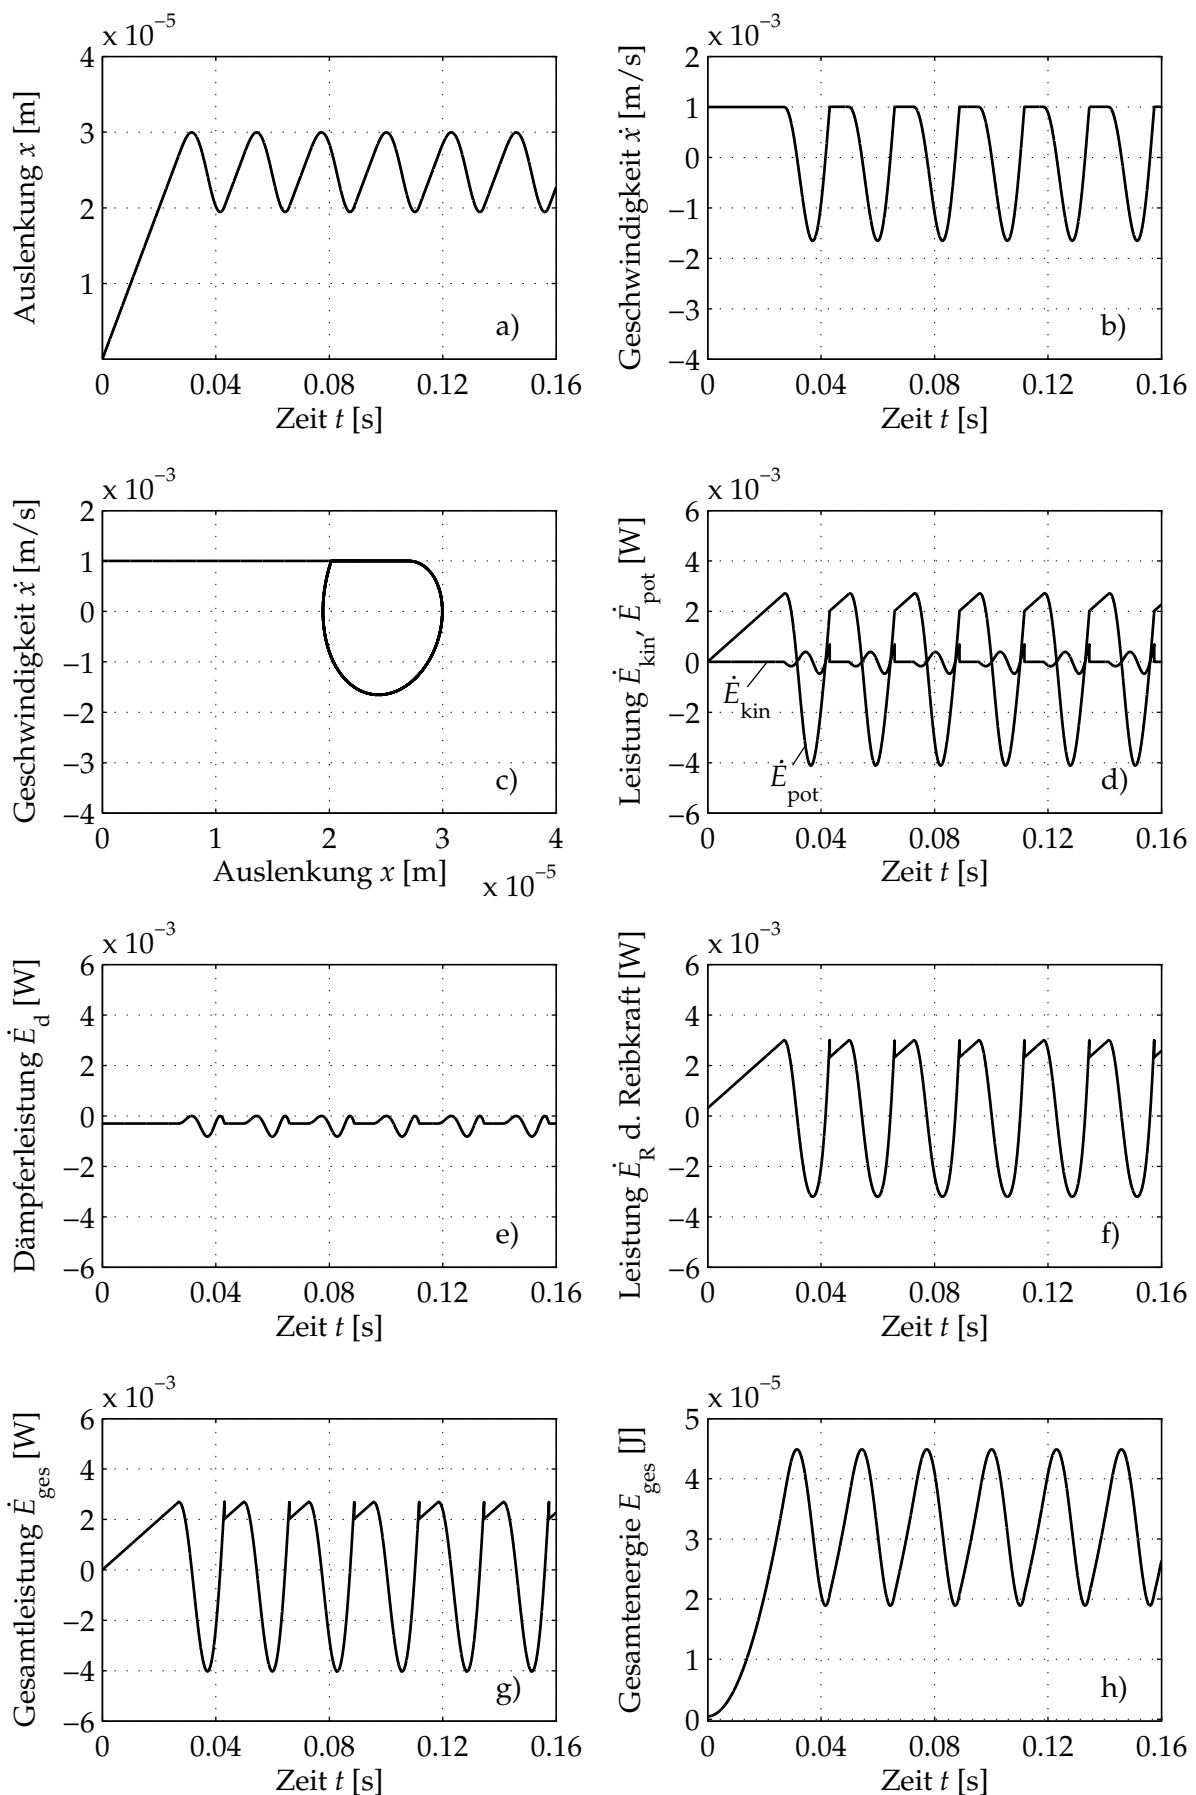 x 10⁻⁵
4
3
2
1
0 0.04 0.08 0.12 0.16
Auslenkung x [m]
Zeit t [s]
a)
x 10⁻³
2
1
0
−1
−2
−3
−4
0 0.04 0.08 0.12 0.16
Geschwindigkeit ẋ [m/s]
Zeit t [s]
b)
x 10⁻³
2
1
0
−1
−2
−3
−4
0 1 2 3 4
Geschwindigkeit ẋ [m/s]
Auslenkung x [m]
x 10⁻⁵
c)
x 10⁻³
6
4
2
0
−2
−4
−6
0 0.04 0.08 0.12 0.16
Leistung Ė_kin, Ė_pot [W]
Ė_kin
Ė_pot
Zeit t [s]
d)
x 10⁻³
6
4
2
0
−2
−4
−6
0 0.04 0.08 0.12 0.16
Dämpferleistung Ė_d [W]
Zeit t [s]
e)
x 10⁻³
6
4
2
0
−2
−4
−6
0 0.04 0.08 0.12 0.16
Leistung Ė_R d. Reibkraft [W]
Zeit t [s]
f)
x 10⁻³
6
4
2
0
−2
−4
−6
0 0.04 0.08 0.12 0.16
Gesamtleistung Ė_ges [W]
Zeit t [s]
g)
x 10⁻⁵
5
4
3
2
1
0
0 0.04 0.08 0.12 0.16
Gesamtenergie E_ges [J]
Zeit t [s]
h)